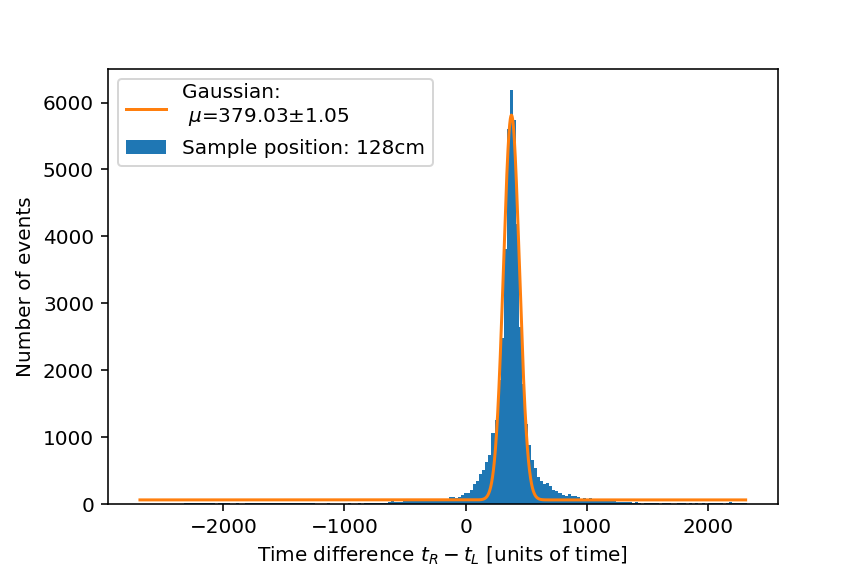 Gaussian:
μ=379.03±1.05
Sample position: 128cm
6000
5000
4000
3000
2000
1000
0
Number of events
−2000
−1000
0
1000
2000
Time difference t_R − t_L [units of time]